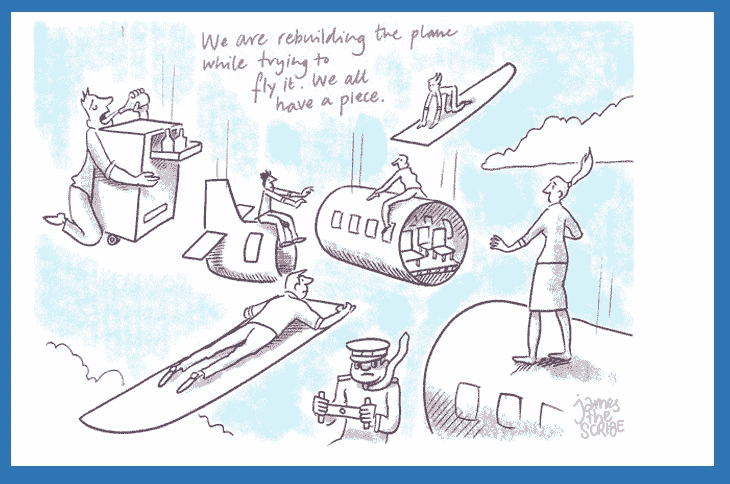 We are rebuilding the plane
while trying to
fly it. We all
have a piece.
james
the
SCRIBE